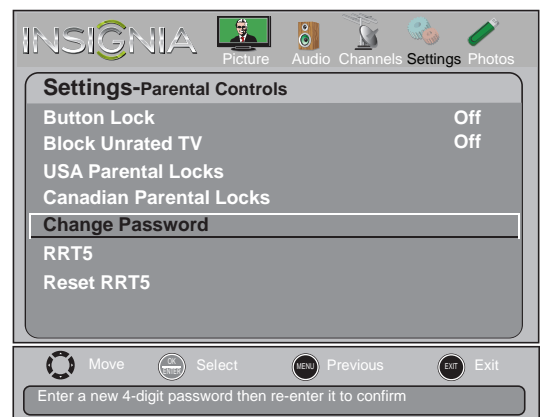 INSIGNIA
Picture Audio Channels Settings Photos
Settings-Parental Controls
Button Lock Off
Block Unrated TV Off
USA Parental Locks
Canadian Parental Locks
Change Password
RRT5
Reset RRT5
Move OK ENTER Select MENU Previous EXIT Exit
Enter a new 4-digit password then re-enter it to confirm